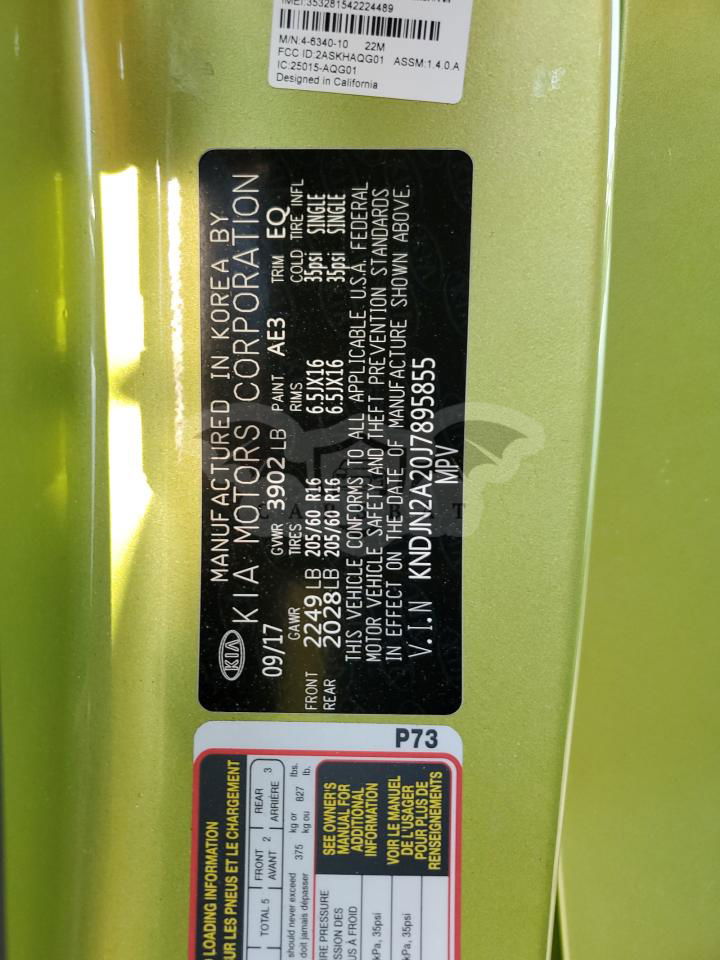 IMEI:353281542224489
M/N:4-6340-10 22M
FCC ID:2ASKHAQG01 ASSM:1.4.0.A
IC:25015-AQG01
Designed in California
KIA
MANUFACTURED IN KOREA BY
KIA MOTORS CORPORATION
09/17 GVWR 3902 LB PAINT AE3 TRIM EQ
GAWR TIRES RIMS COLD TIRE INFL
FRONT 2249 LB 205/60 R16 6.5JX16 35psi SINGLE
REAR 2028 LB 205/60 R16 6.5JX16 35psi SINGLE
THIS VEHICLE CONFORMS TO ALL APPLICABLE U.S.A. FEDERAL
MOTOR VEHICLE SAFETY AND THEFT PREVENTION STANDARDS
IN EFFECT ON THE DATE OF MANUFACTURE SHOWN ABOVE.
V.I.N KNDJN2A20J7895855
MPV
P73
LOADING INFORMATION
UR LES PNEUS ET LE CHARGEMENT
TOTAL 5 FRONT 2 REAR 3
AVANT ARRIÈRE
should never exceed 375 kg or 827 lbs.
doit jamais dépasser kg ou lb.
SEE OWNER'S
MANUAL FOR
ADDITIONAL
INFORMATION
VOIR LE MANUEL
DE L'USAGER
POUR PLUS DE
RENSEIGNEMENTS
IRE PRESSURE
SSION DES
S À FROID
kPa, 35psi
kPa, 35psi